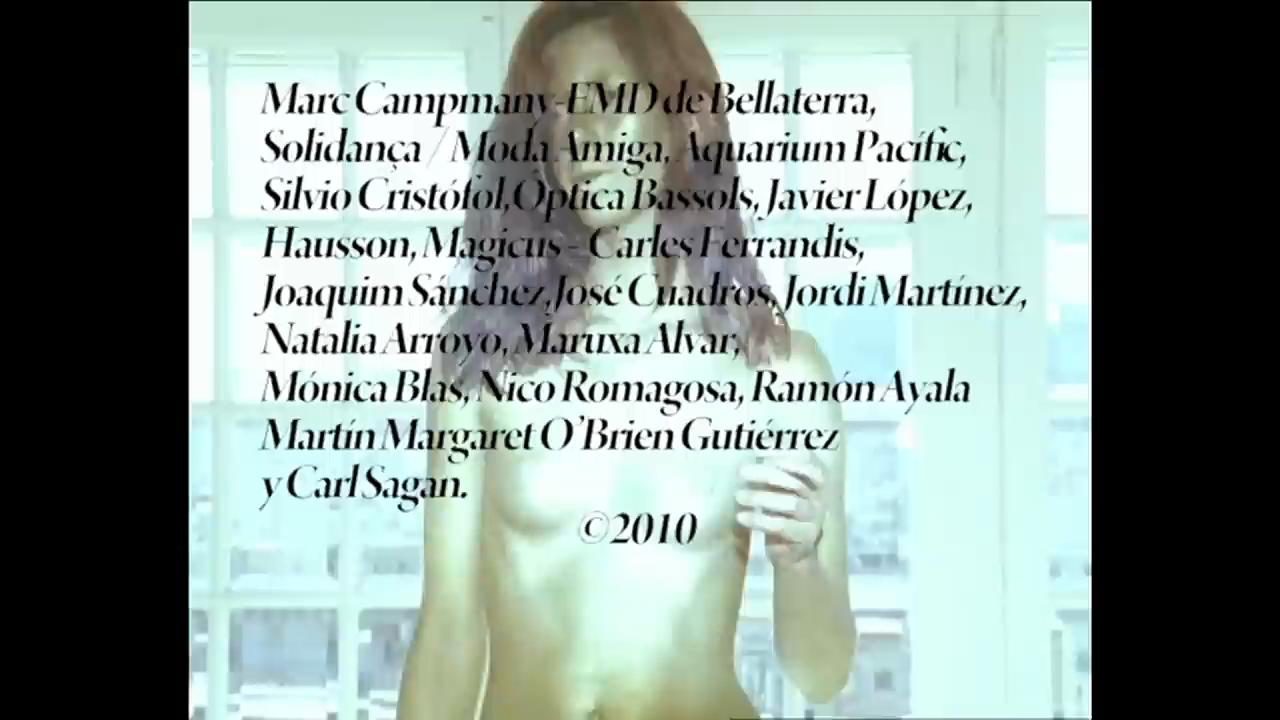 Marc Campmany-EMD de Bellaterra,
Solidança / Moda Amiga, Aquarium Pacífic,
Silvio Cristófol, Óptica Bassols, Javier López,
Hausson, Magicus - Carles Ferrandis,
Joaquim Sánchez, José Cuadros, Jordi Martínez,
Natalia Arroyo, Maruxa Alvar,
Mónica Blas, Nico Romagosa, Ramón Ayala
Martín Margaret O’Brien Gutiérrez
y Carl Sagan.
©2010